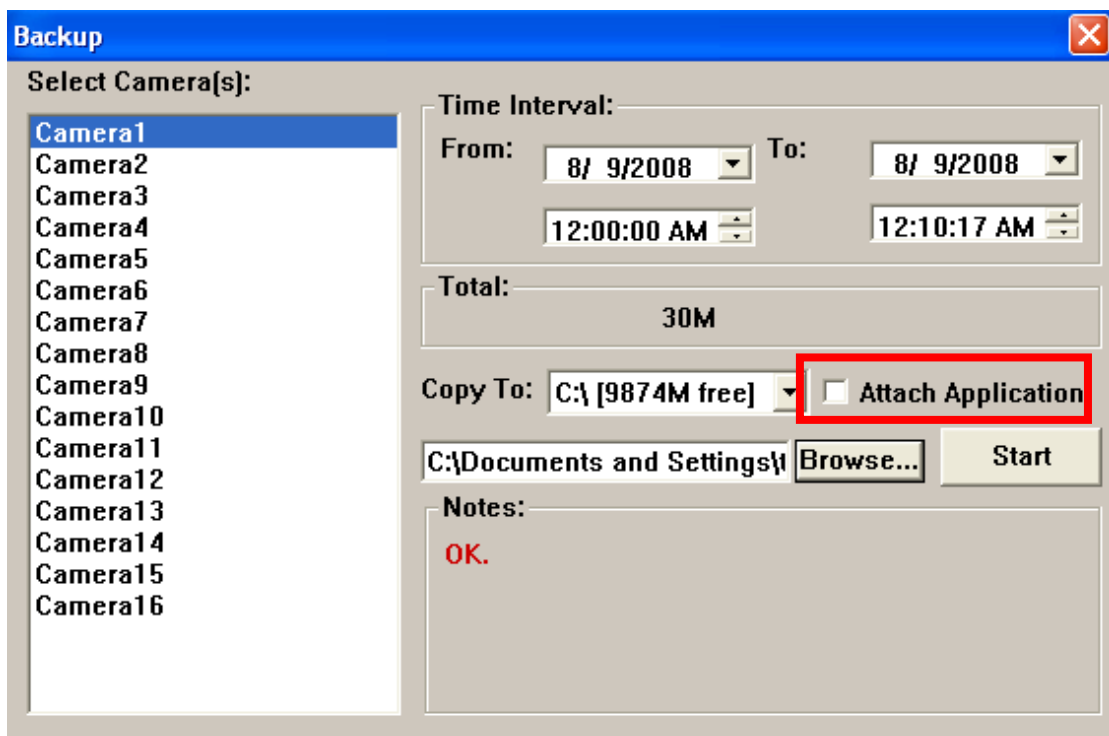 Backup
Select Camera(s):
Camera1
Camera2
Camera3
Camera4
Camera5
Camera6
Camera7
Camera8
Camera9
Camera10
Camera11
Camera12
Camera13
Camera14
Camera15
Camera16
Time Interval:
From: 8/ 9/2008 To: 8/ 9/2008
12:00:00 AM 12:10:17 AM
Total:
30M
Copy To: C:\ [9874M free] Attach Application
C:\Documents and Settings\ Browse... Start
Notes:
OK.